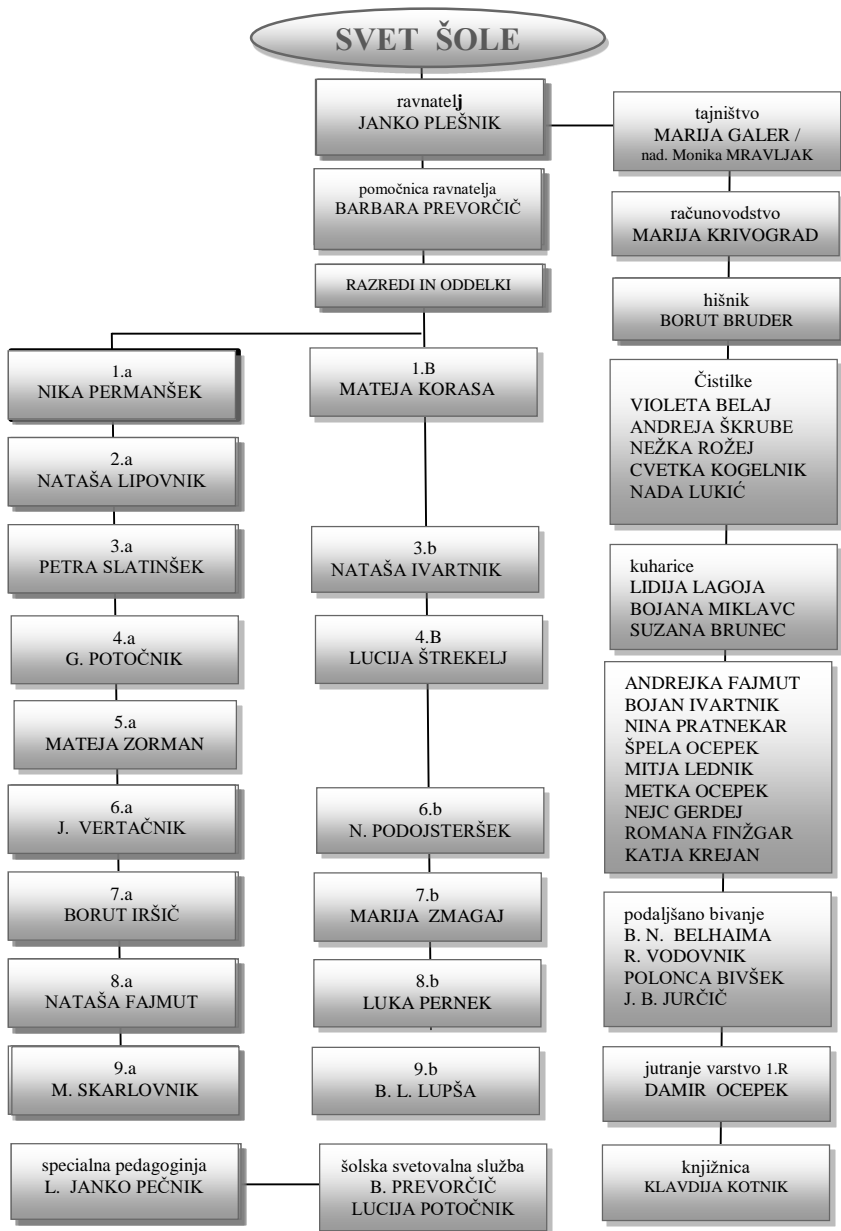 SVET ŠOLE
ravnatelj
JANKO PLEŠNIK
pomočnica ravnatelja
BARBARA PREVORČIČ
RAZREDI IN ODDELKI
1.a
NIKA PERMANŠEK
2.a
NATAŠA LIPOVNIK
3.a
PETRA SLATINŠEK
4.a
G. POTOČNIK
5.a
MATEJA ZORMAN
6.a
J. VERTAČNIK
7.a
BORUT IRŠIČ
8.a
NATAŠA FAJMUT
9.a
M. SKARLOVNIK
specialna pedagoginja
L. JANKO PEČNIK
1.B
MATEJA KORASA
3.b
NATAŠA IVARTNIK
4.B
LUCIJA ŠTREKELJ
6.b
N. PODOJSTERŠEK
7.b
MARIJA ZMAGAJ
8.b
LUKA PERNEK
9.b
B. L. LUPŠA
šolska svetovalna služba
B. PREVORČIČ
LUCIJA POTOČNIK
tajništvo
MARIJA GALER /
nad. Monika MRAVLJAK
računovodstvo
MARIJA KRIVOGRAD
hišnik
BORUT BRUDER
Čistilke
VIOLETA BELAJ
ANDREJA ŠKRUBE
NEŽKA ROŽEJ
CVETKA KOGELNIK
NADA LUKIĆ
kuharice
LIDIJA LAGOJA
BOJANA MIKLAVC
SUZANA BRUNEC
ANDREJKA FAJMUT
BOJAN IVARTNIK
NINA PRATNEKAR
ŠPELA OCEPEK
MITJA LEDNIK
METKA OCEPEK
NEJC GERDEJ
ROMANA FINŽGAR
KATJA KREJAN
podaljšano bivanje
B. N. BELHAIMA
R. VODOVNIK
POLONCA BIVŠEK
J. B. JURČIČ
jutranje varstvo 1.R
DAMIR OCEPEK
knjižnica
KLAVDIJA KOTNIK